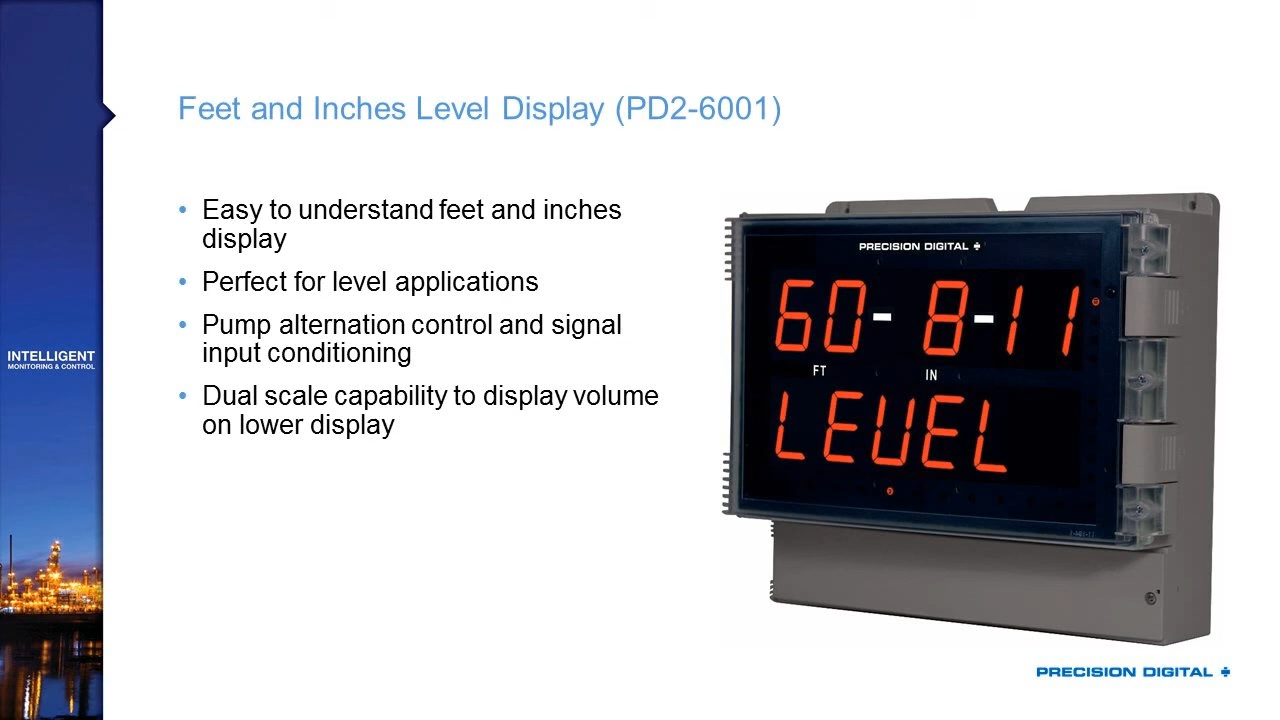 Feet and Inches Level Display (PD2-6001)
• Easy to understand feet and inches
display
• Perfect for level applications
• Pump alternation control and signal
input conditioning
• Dual scale capability to display volume
on lower display
INTELLIGENT
MONITORING & CONTROL
PRECISION DIGITAL
60-8-11
FT IN
LEVEL
PRECISION DIGITAL